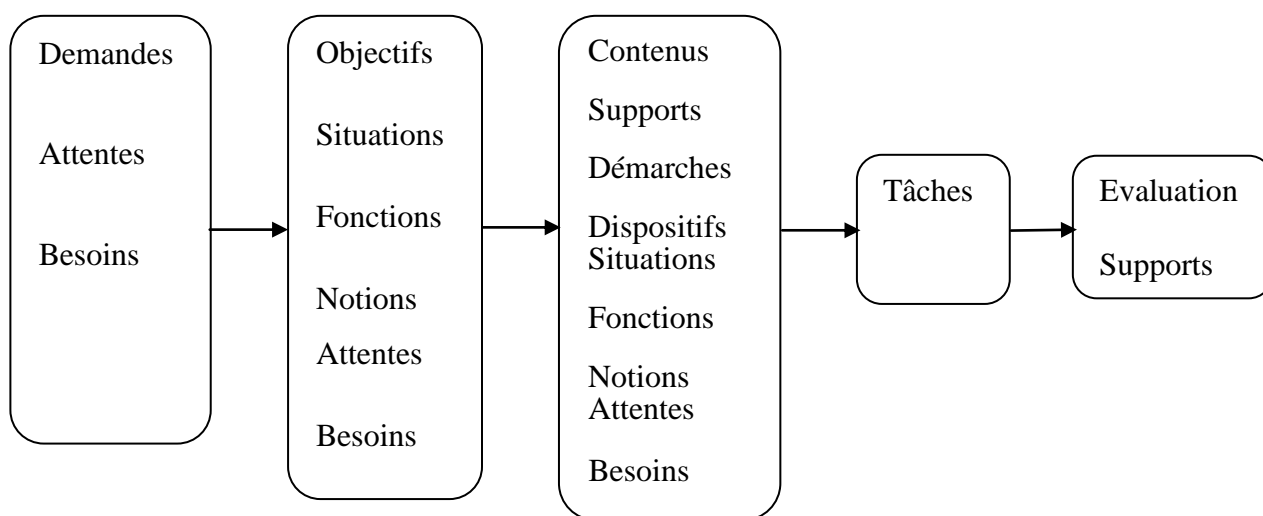 Demandes
Attentes
Besoins
Objectifs
Situations
Fonctions
Notions
Attentes
Besoins
Contenus
Supports
Démarches
Dispositifs
Situations
Fonctions
Notions
Attentes
Besoins
Tâches
Evaluation
Supports